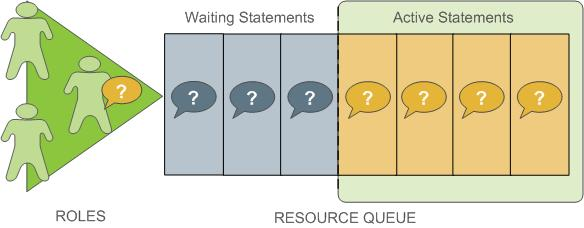 Waiting Statements
Active Statements
?
? ? ? ? ? ? ?
ROLES
RESOURCE QUEUE